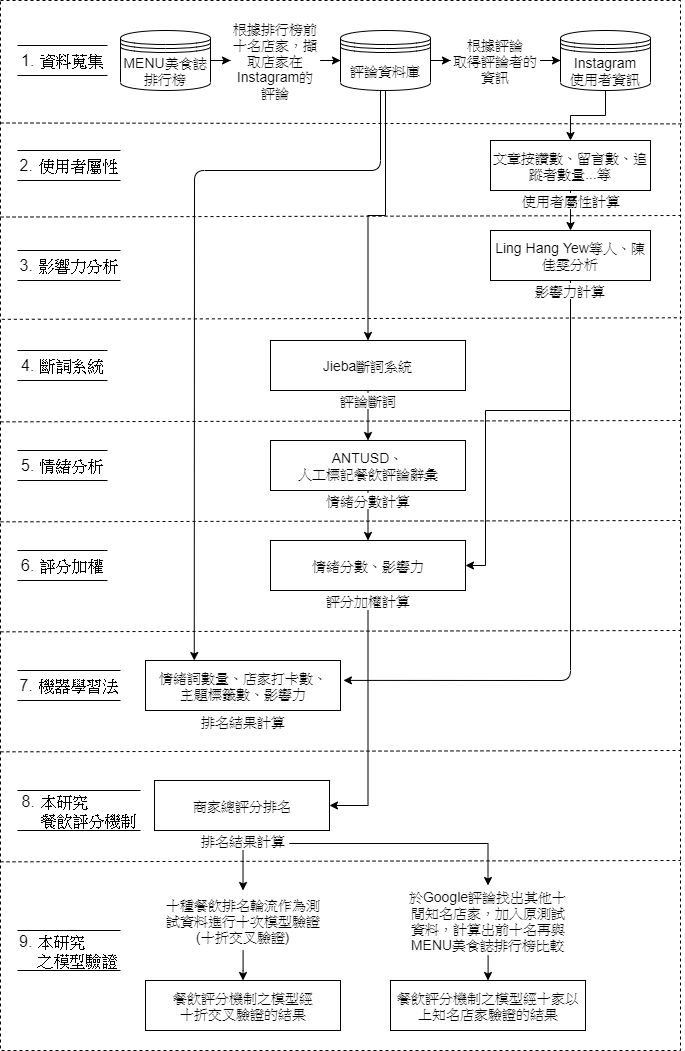 1. 資料蒐集
MENU美食誌
排行榜
根據排行榜前
十名店家，擷
取店家在
Instagram的
評論
評論資料庫
根據評論
取得評論者的
資訊
Instagram
使用者資訊
2. 使用者屬性
文章按讚數、留言數、追
蹤者數量...等
使用者屬性計算
3. 影響力分析
Ling Hang Yew等人、陳
佳雯分析
影響力計算
4. 斷詞系統
Jieba斷詞系統
評論斷詞
5. 情緒分析
ANTUSD、
人工標記餐飲評論辭彙
情緒分數計算
6. 評分加權
情緒分數、影響力
評分加權計算
7. 機器學習法
情緒詞數量、店家打卡數、
主題標籤數、影響力
排名結果計算
8. 本研究
餐飲評分機制
商家總評分排名
排名結果計算
9. 本研究
之模型驗證
十種餐飲排名輪流作為測
試資料進行十次模型驗證
(十折交叉驗證)
於Google評論找出其他十
間知名店家，加入原測試
資料，計算出前十名再與
MENU美食誌排行榜比較
餐飲評分機制之模型經
十折交叉驗證的結果
餐飲評分機制之模型經十家以
上知名店家驗證的結果